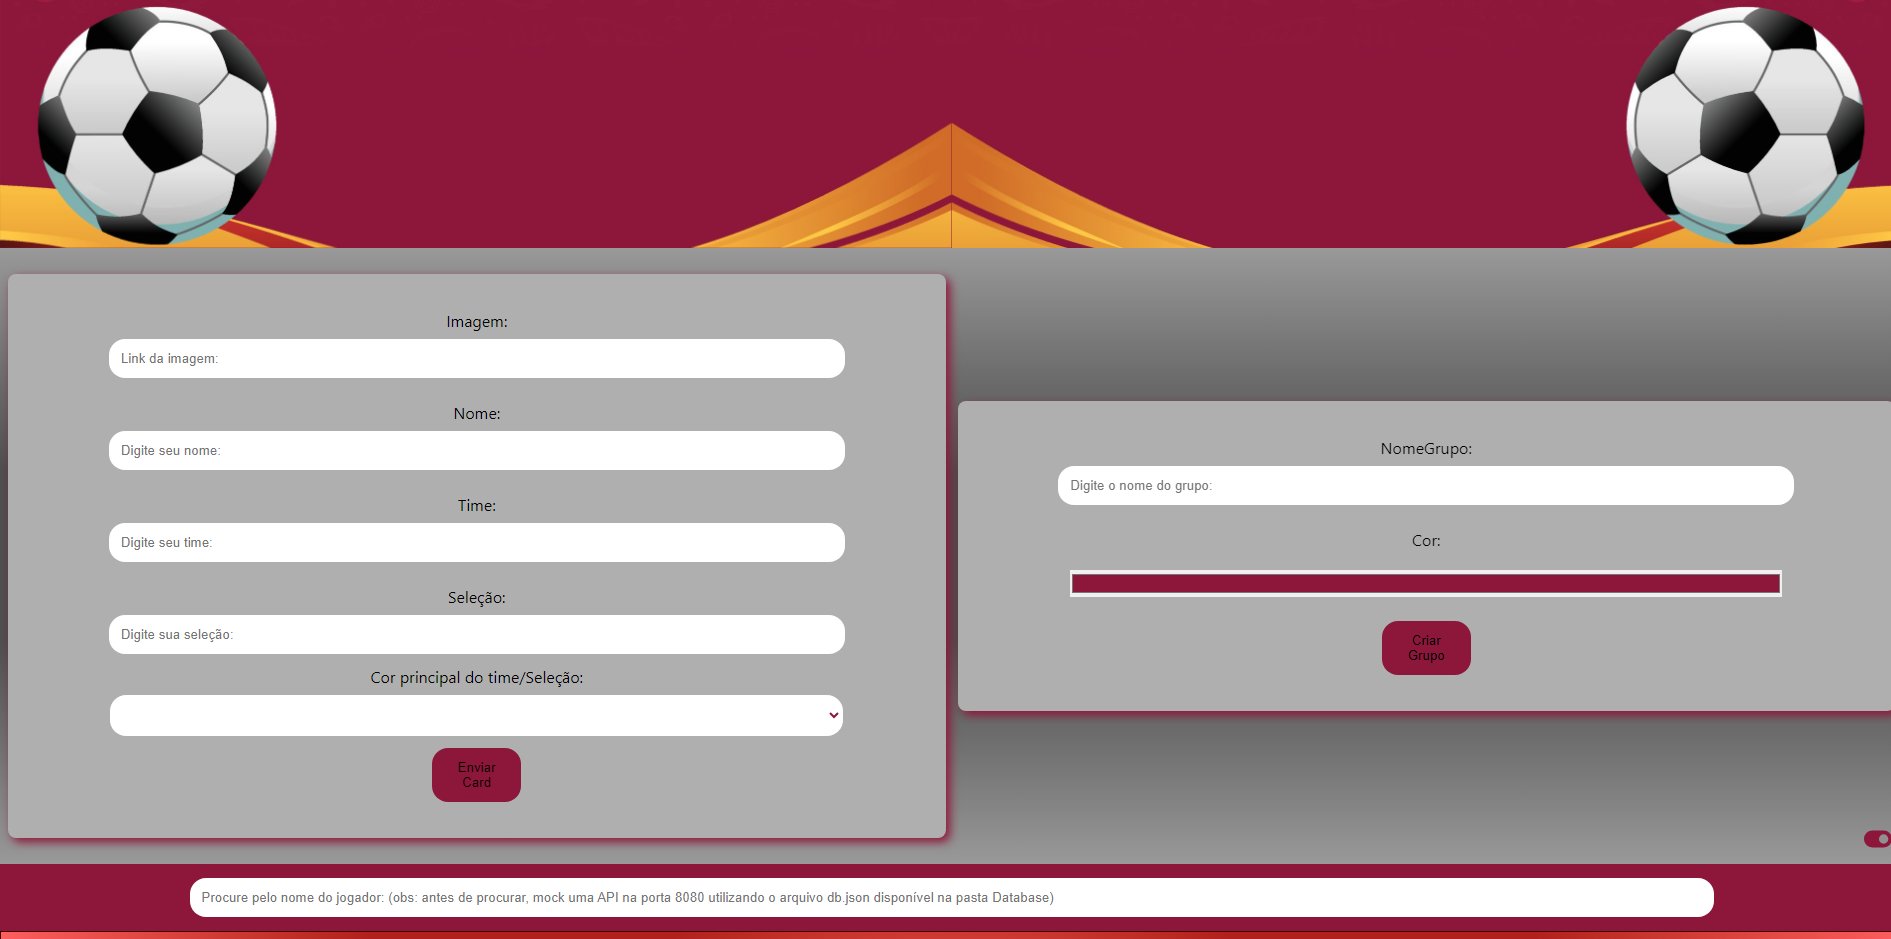 Imagem:
Link da imagem:
Nome:
Digite seu nome:
Time:
Digite seu time:
Seleção:
Digite sua seleção:
Cor principal do time/Seleção:
Enviar
Card
NomeGrupo:
Digite o nome do grupo:
Cor:
Criar
Grupo
Procure pelo nome do jogador: (obs: antes de procurar, mock uma API na porta 8080 utilizando o arquivo db.json disponível na pasta Database)